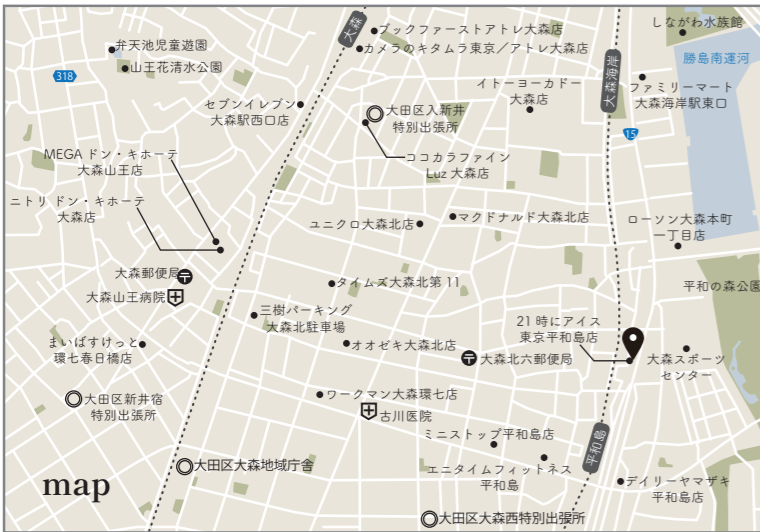 しながわ水族館
大森
ブックファーストアトレ大森店
弁天池児童遊園
カメラのキタムラ東京／アトレ大森店
勝島南運河
山王花清水公園
318
大森海岸
イトーヨーカドー
大森店
ファミリーマート
大森海岸駅東口
セブンイレブン
大森駅西口店
大田区入新井
特別出張所
15
MEGA ドン・キホーテ
大森山王店
ココカラファイン
Luz 大森店
ニトリ ドン・キホーテ
大森店
ユニクロ大森北店
マクドナルド大森北店
ローソン大森本町
一丁目店
大森郵便局
大森山王病院
タイムズ大森北第 11
平和の森公園
三樹パーキング
大森北駐車場
21 時にアイス
東京平和島店
まいばすけっと
環七春日橋店
オオゼキ大森北店
大森北六郵便局
大森スポーツ
センター
大田区新井宿
特別出張所
ワークマン大森環七店
古川医院
ミニストップ平和島店
平和島
大田区大森地域庁舎
エニタイムフィットネス
平和島
デイリーヤマザキ
平和島店
map
大田区大森西特別出張所